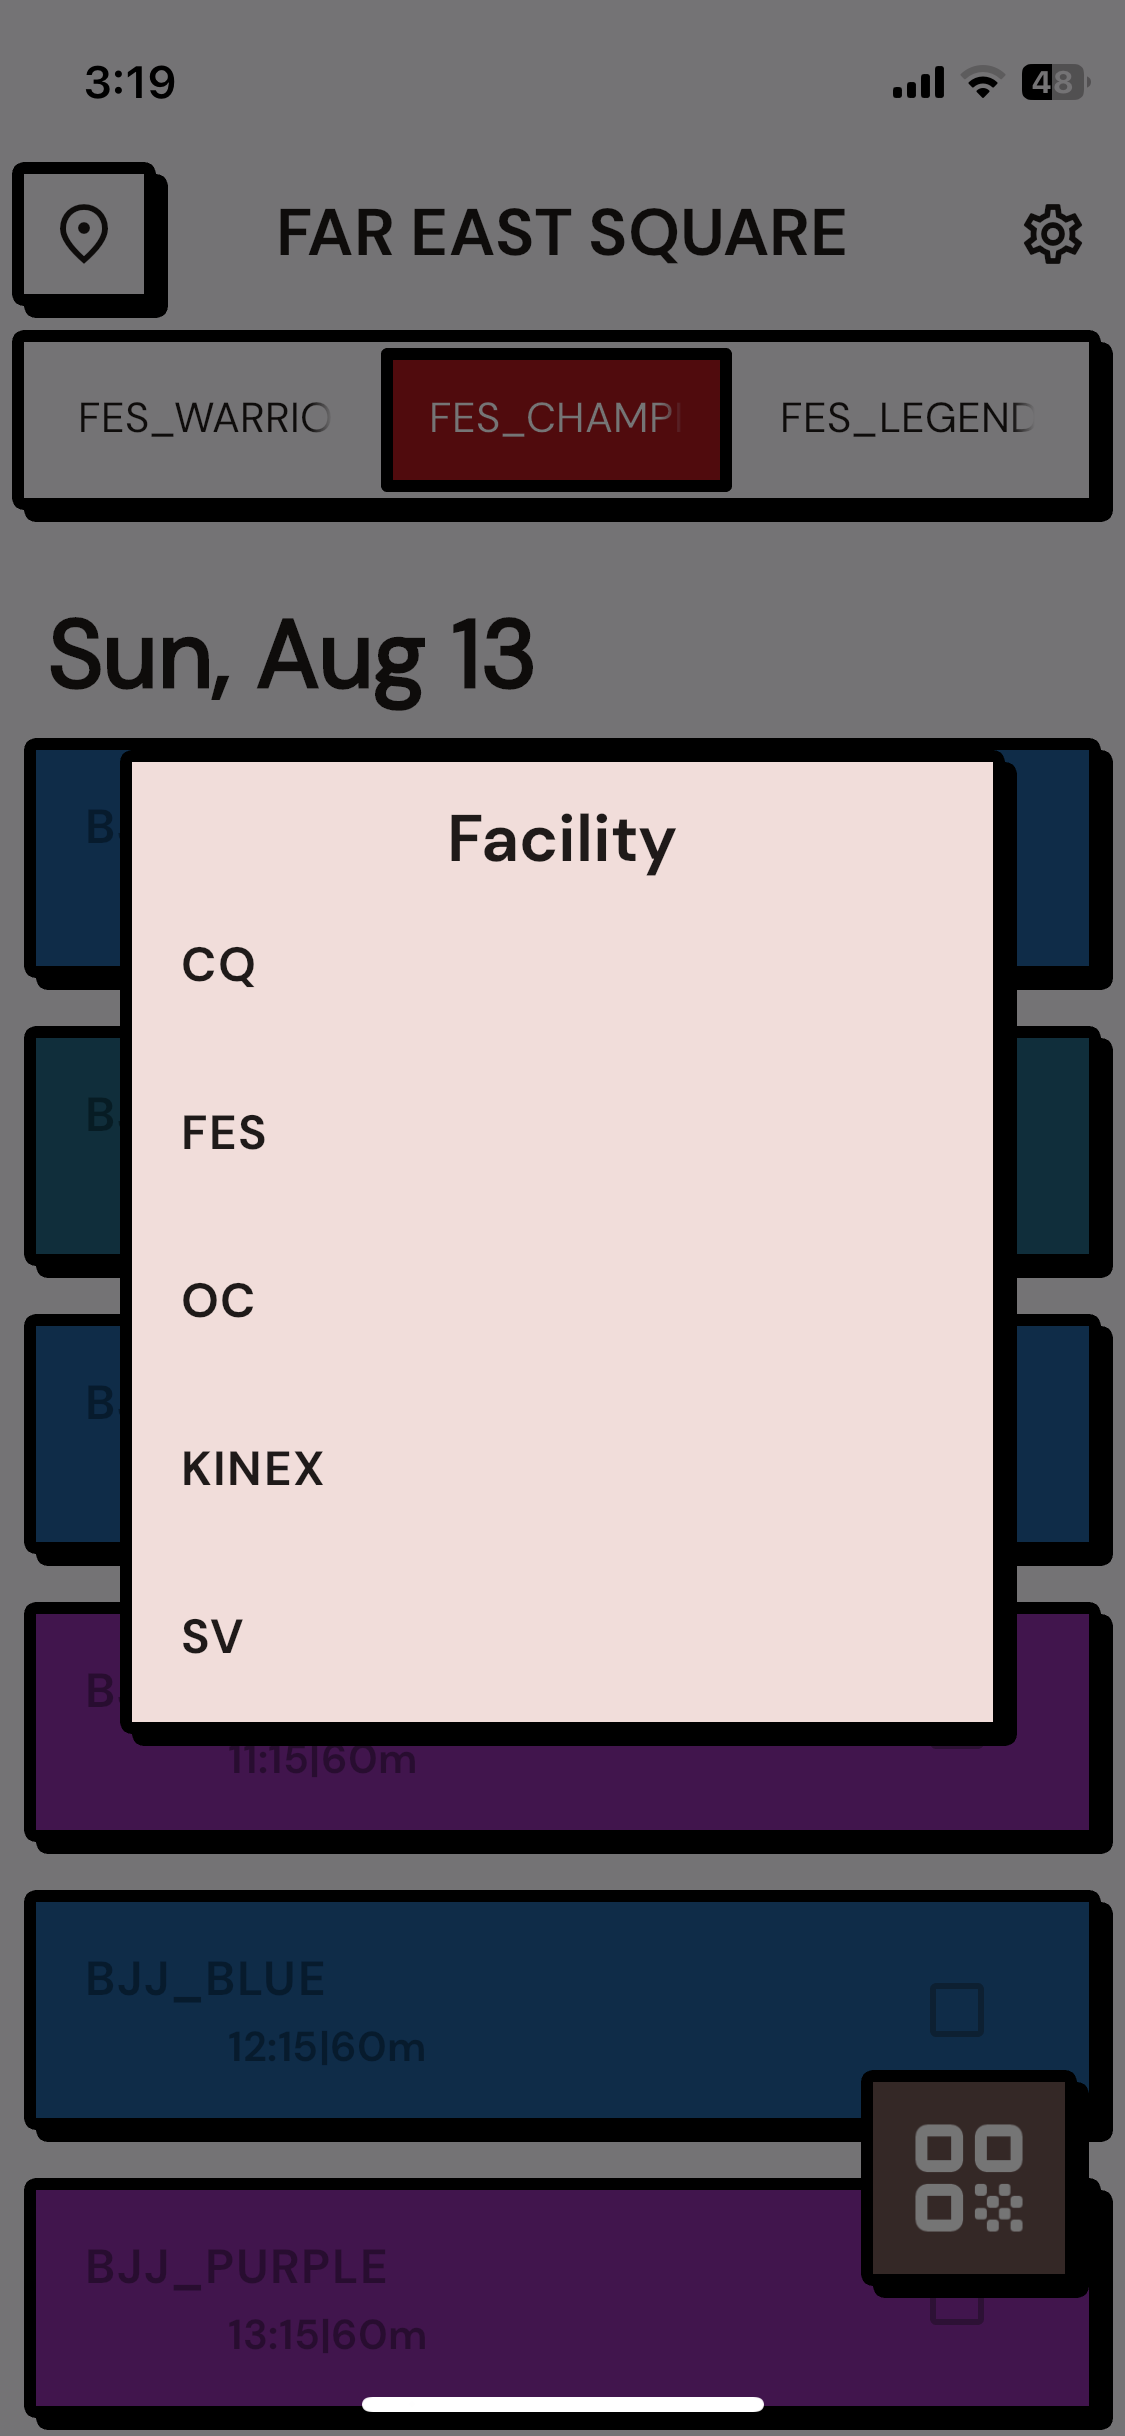 3:19
48
FAR EAST SQUARE
FES_WARRIO
FES_CHAMPI
FES_LEGEND
Sun, Aug 13
Facility
CQ
FES
OC
KINEX
SV
11:15|60m
BJJ_BLUE
12:15|60m
BJJ_PURPLE
13:15|60m